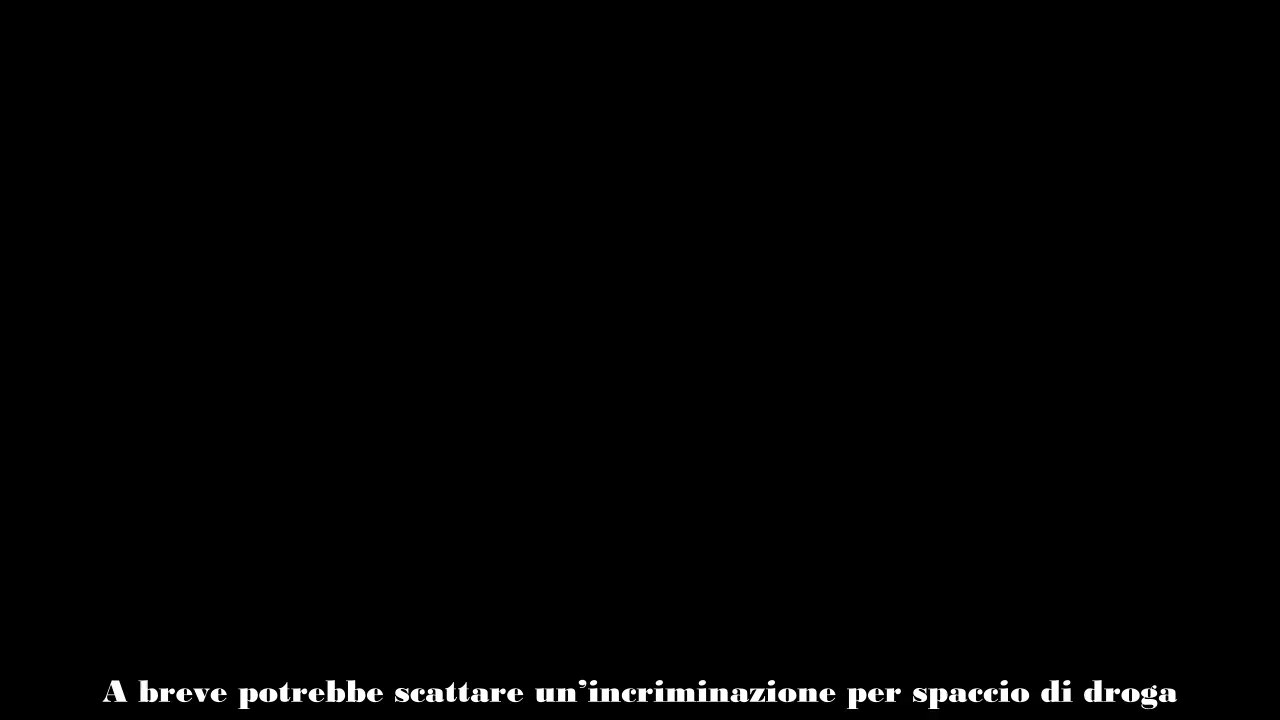 A breve potrebbe scattare un’incriminazione per spaccio di droga